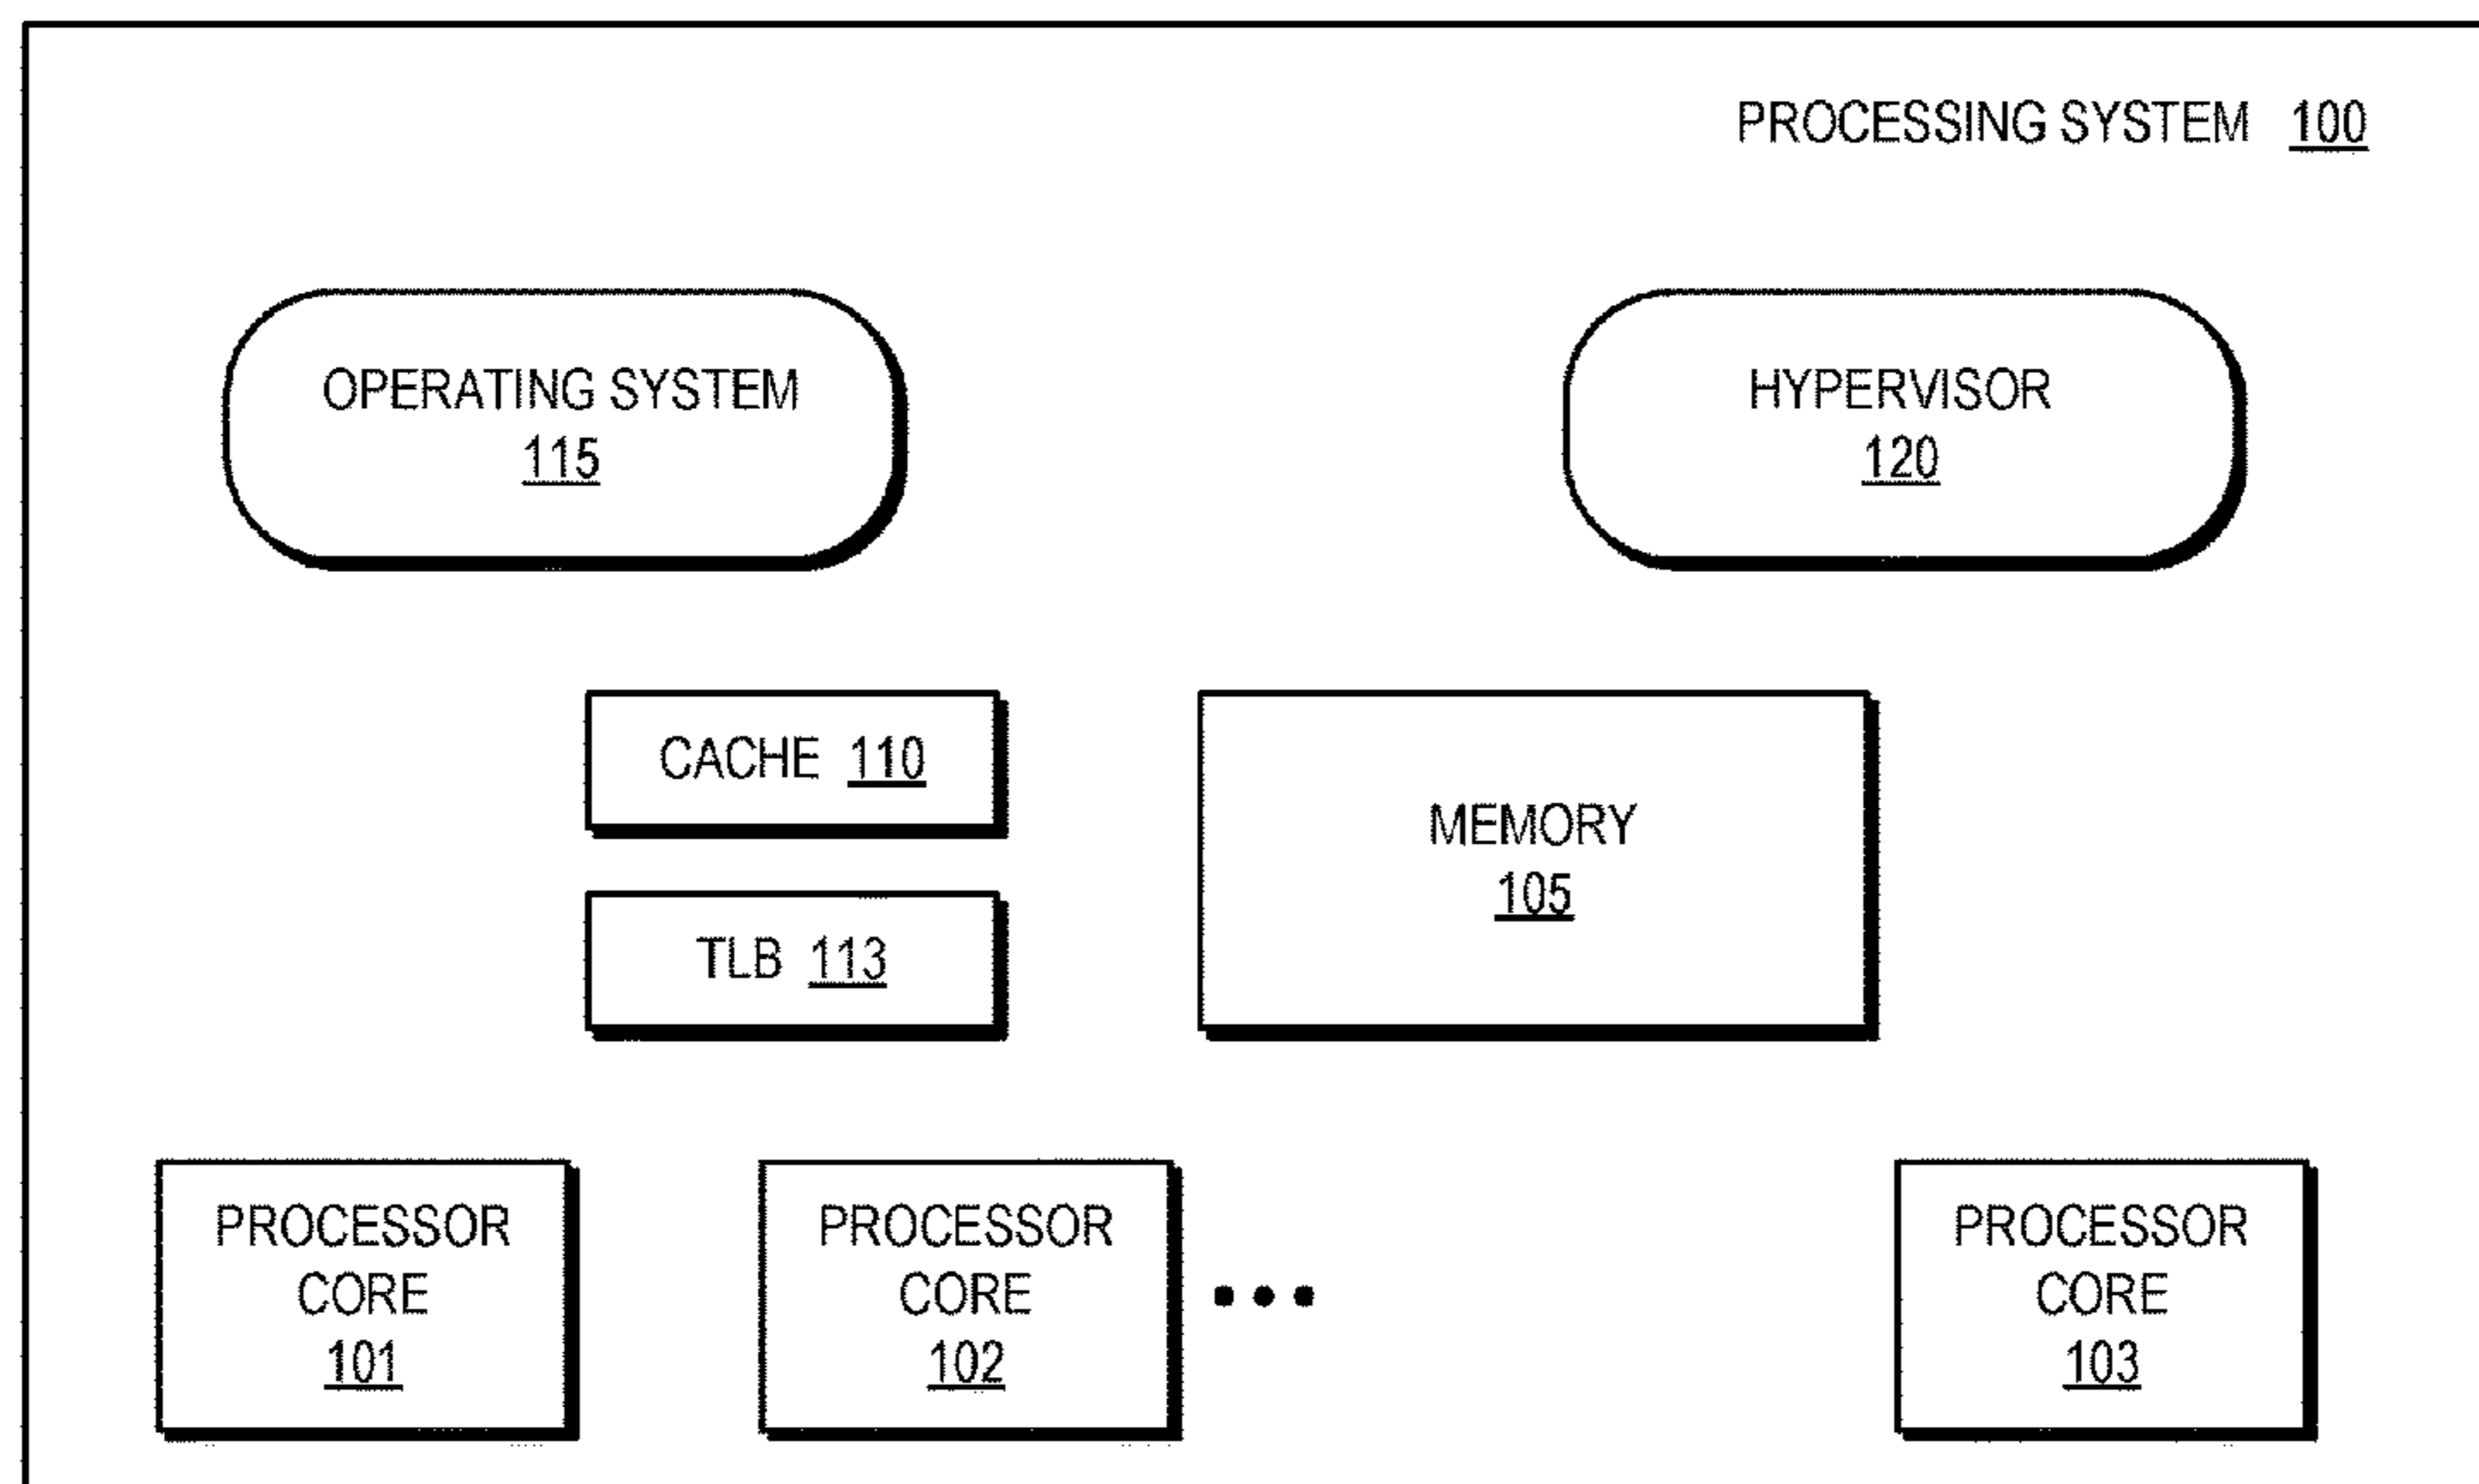 PROCESSING SYSTEM 100
OPERATING SYSTEM
115
HYPERVISOR
120
CACHE 110
MEMORY
105
TLB 113
PROCESSOR
CORE
101
PROCESSOR
CORE
102
PROCESSOR
CORE
103